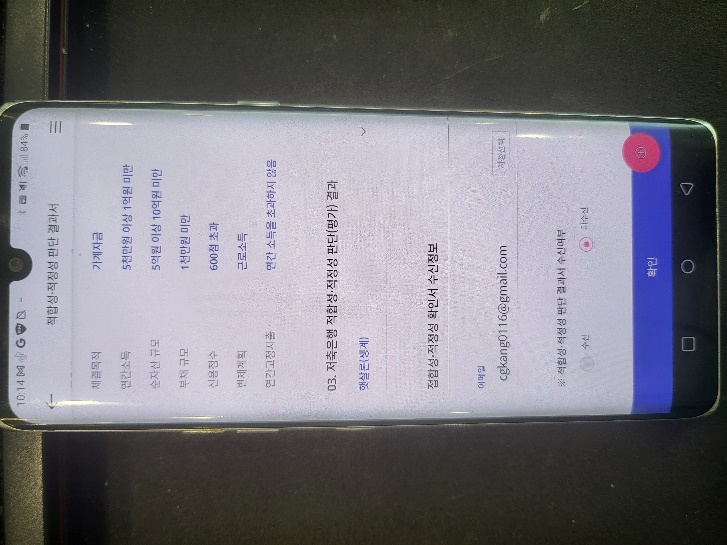 10:14
84%
적합성·적정성 판단 결과서
체결목적 가계자금
연간소득 5천만원 이상 1억원 미만
순자산 규모 5억원 이상 10억원 미만
부채 규모 1천만원 미만
신용점수 600점 초과
변제계획 근로소득
연간고정지출 연간 소득을 초과하지 않음
03. 저축은행 적합성·적정성 판단(평가) 결과
햇살론(생계)
접합성·적정성 확인서 수신정보
이메일
cgkang0116@gmail.com
※ 적합성·적정성 판단 결과서 수신여부
수신 미수신
확인